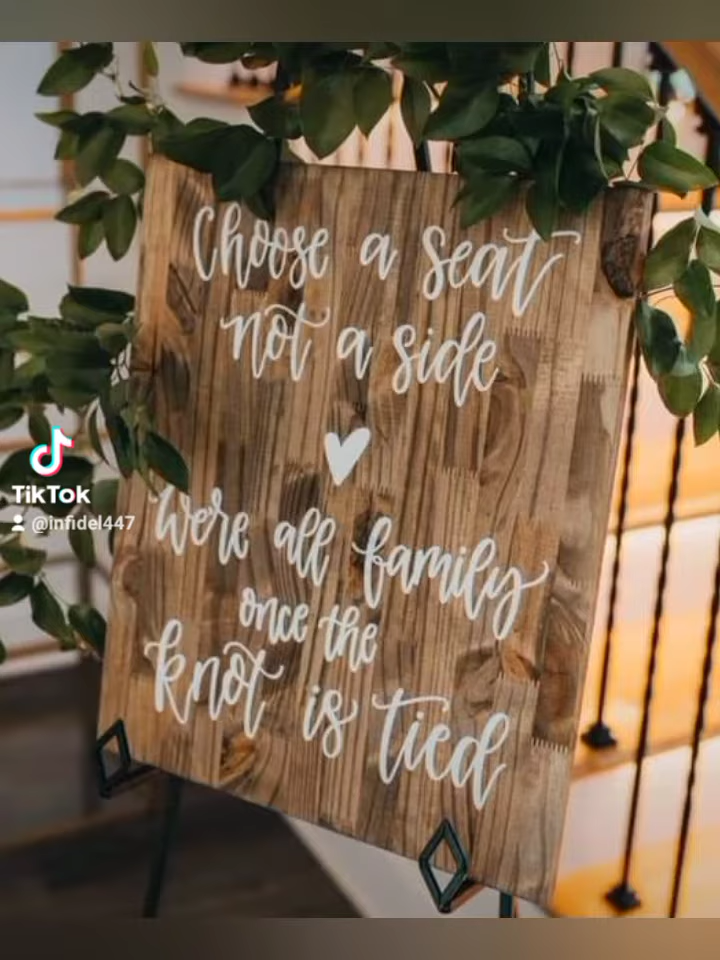 Choose a seat
not a side
We're all family
once the
knot is tied
TikTok
@infidel447